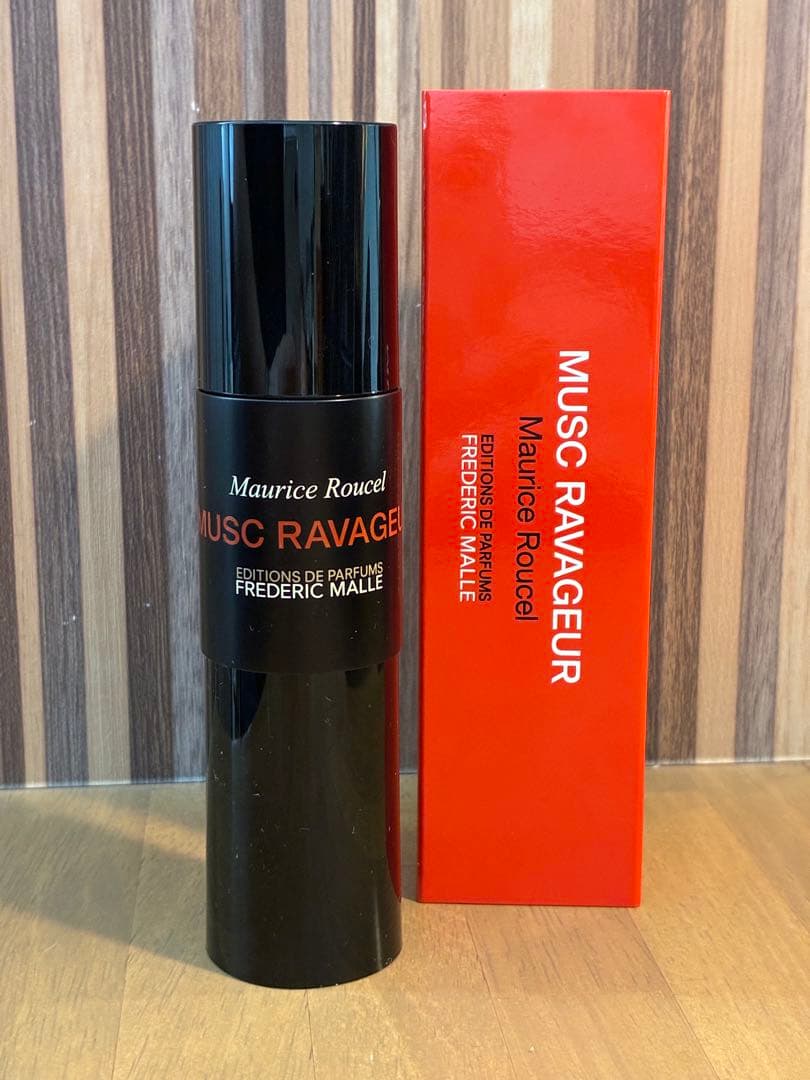 Maurice Roucel
MUSC RAVAGEU
EDITIONS DE PARFUMS
FREDERIC MALLE
MUSC RAVAGEUR
Maurice Roucel
EDITIONS DE PARFUMS
FREDERIC MALLE